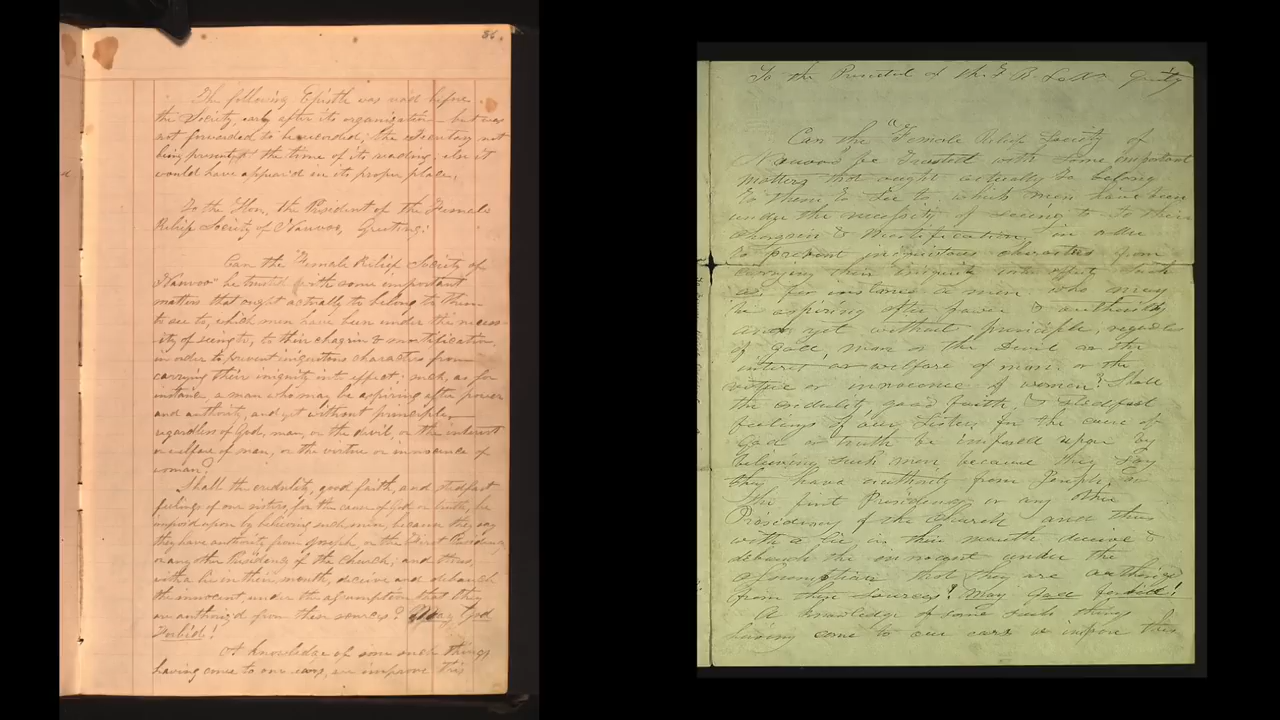 86.
The following Epistle was read before
the Society, early after its organization— but was
not forwarded to be recorded; the Secretary not
being present at the time of its reading, else it
would have appear'd in its proper place.
To the Hon. the President of the Female
Relief Society of Nauvoo, Greeting:
Can the "Female Relief Society of
Nauvoo" be trusted with some important
matters that ought actually to belong to them
to see to, which men have been under the necess-
ity of seeing to, to their chagrin & mortification,
in order to prevent iniquitous characters from
carrying their iniquity into effect; such, as for
instance, a man who may be aspiring after power
and authority, and yet without principle,
regardless of God, man, or the devil, or the interest
or welfare of man, or the virtue or innocence of
woman?
Shall the credulity, good faith, and stedfast
feelings of our sisters for the cause of God or truth, be
impos'd upon by believing such men, because they say
they have authority from Joseph, or the First Presidency,
or any other Presidency of the Church; and thus,
with a lie in their mouth, deceive and debauch
the innocent, under the assumption that they
are authoriz'd from these sources? May God
forbid!
A knowledge of some such things
having come to our ears, we improve this
To the President of the F R Greeting
Can the "Female Relief Society of
Nauvoo" be Trusted with some important
matters that ought actually to belong
to them to See to, which men have been
under the necessity of seeing to To their
chagrin & Mortification, in order
to prevent iniquitous characters from
carrying their iniquity into effect Such
as, for instance a man who may
be aspiring after power & authority
and yet without principle, regardless
of God, man or the Devil or the
interest or welfare of man. or the
virtue or innocence of women? Shall
the credulity good faith, & stedfast
feelings of our Sisters for the cause of
God or truth be imposed upon by
believing such men because they Say
they have authority from Joseph, or
the first Presidency or any other
Presidency of the Church and thus
with a lie in their mouth deceive &
debauch the innocent under the
assumption that they are authorized
from these sources! May God forbid!
A knowledge of some such things
having come to our ears we improve this